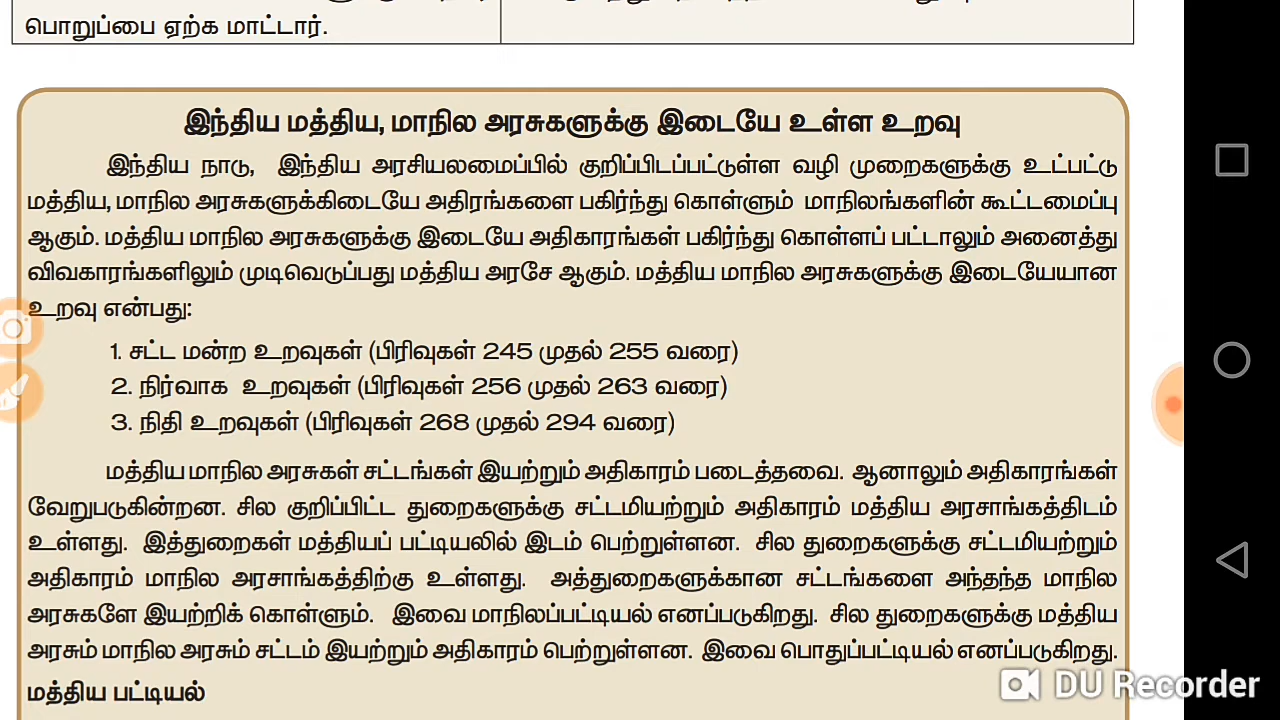 பொறுப்பை ஏற்க மாட்டார்.
இந்திய மத்திய, மாநில அரசுகளுக்கு இடையே உள்ள உறவு
இந்திய நாடு, இந்திய அரசியலமைப்பில் குறிப்பிடப்பட்டுள்ள வழி முறைகளுக்கு உட்பட்டு
மத்திய, மாநில அரசுகளுக்கிடையே அதிரங்களை பகிர்ந்து கொள்ளும் மாநிலங்களின் கூட்டமைப்பு
ஆகும். மத்திய மாநில அரசுகளுக்கு இடையே அதிகாரங்கள் பகிர்ந்து கொள்ளப் பட்டாலும் அனைத்து
விவகாரங்களிலும் முடிவெடுப்பது மத்திய அரசே ஆகும். மத்திய மாநில அரசுகளுக்கு இடையேயான
உறவு என்பது:
1. சட்ட மன்ற உறவுகள் (பிரிவுகள் 245 முதல் 255 வரை)
2. நிர்வாக உறவுகள் (பிரிவுகள் 256 முதல் 263 வரை)
3. நிதி உறவுகள் (பிரிவுகள் 268 முதல் 294 வரை)
மத்திய மாநில அரசுகள் சட்டங்கள் இயற்றும் அதிகாரம் படைத்தவை. ஆனாலும் அதிகாரங்கள்
வேறுபடுகின்றன. சில குறிப்பிட்ட துறைகளுக்கு சட்டமியற்றும் அதிகாரம் மத்திய அரசாங்கத்திடம்
உள்ளது. இத்துறைகள் மத்தியப் பட்டியலில் இடம் பெற்றுள்ளன. சில துறைகளுக்கு சட்டமியற்றும்
அதிகாரம் மாநில அரசாங்கத்திற்கு உள்ளது. அத்துறைகளுக்கான சட்டங்களை அந்தந்த மாநில
அரசுகளே இயற்றிக் கொள்ளும். இவை மாநிலப்பட்டியல் எனப்படுகிறது. சில துறைகளுக்கு மத்திய
அரசும் மாநில அரசும் சட்டம் இயற்றும் அதிகாரம் பெற்றுள்ளன. இவை பொதுப்பட்டியல் எனப்படுகிறது.
மத்திய பட்டியல்
DU Recorder